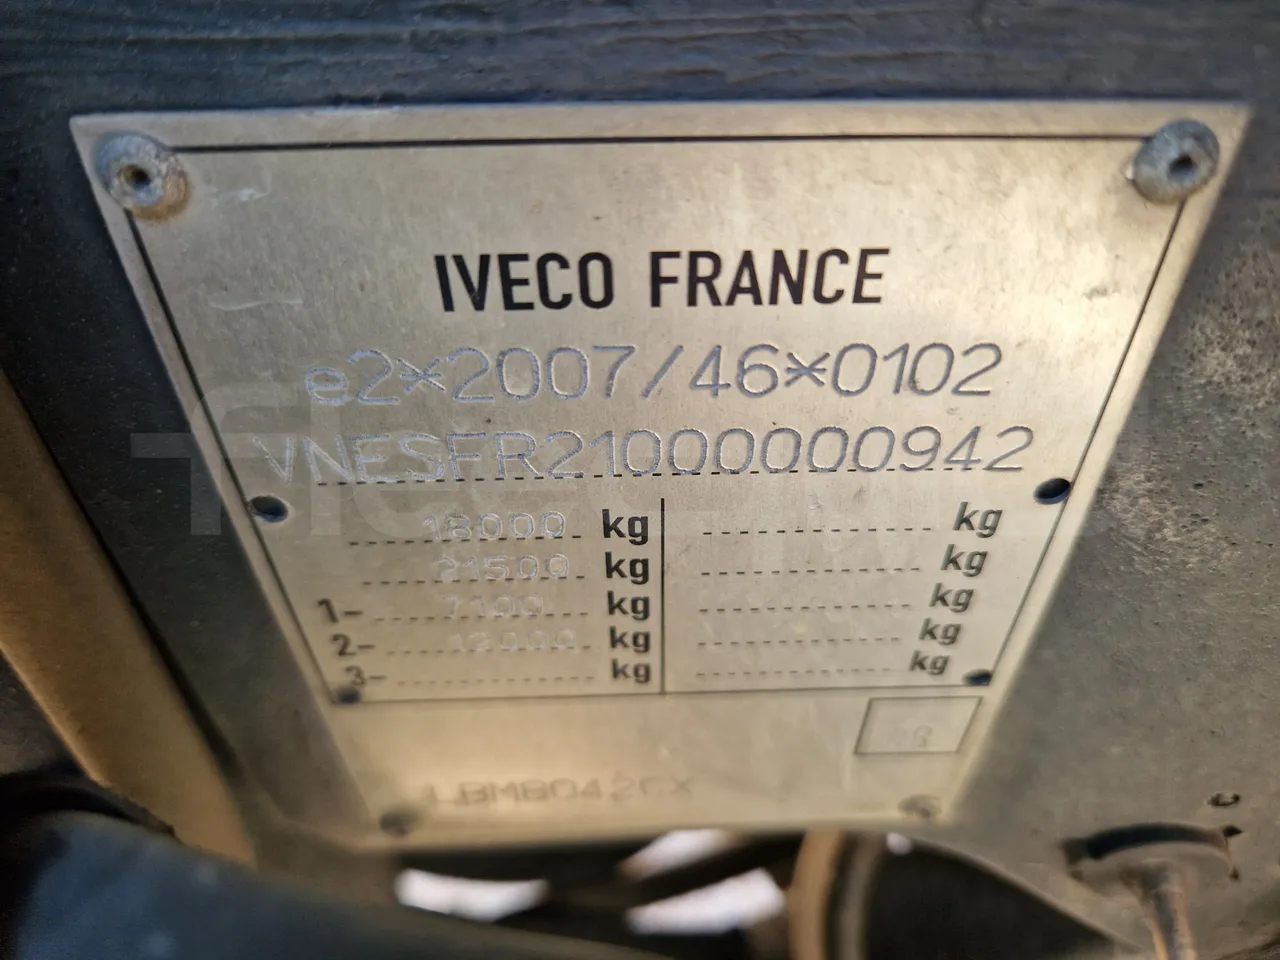 IVECO FRANCE
e2*2007/46*0102
VNESFR21000000942
18000 kg kg
21500 kg kg
1- 7100 kg kg
2- 12000 kg kg
3- kg kg